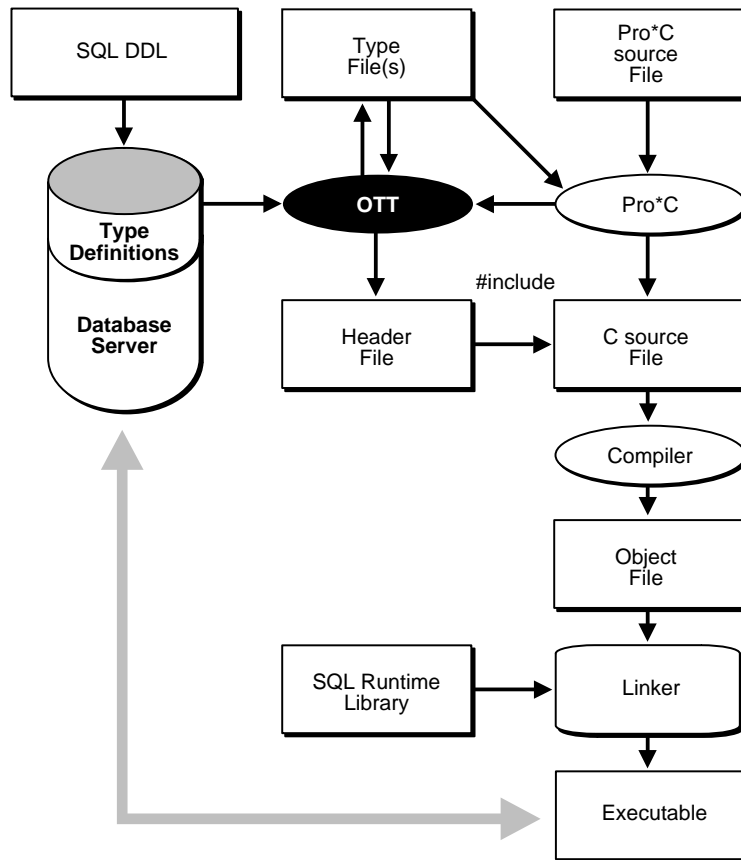 SQL DDL
Type
File(s)
Pro*C
source
File
Type
Definitions
OTT
Pro*C
#include
Database
Server
Header
File
C source
File
Compiler
Object
File
SQL Runtime
Library
Linker
Executable